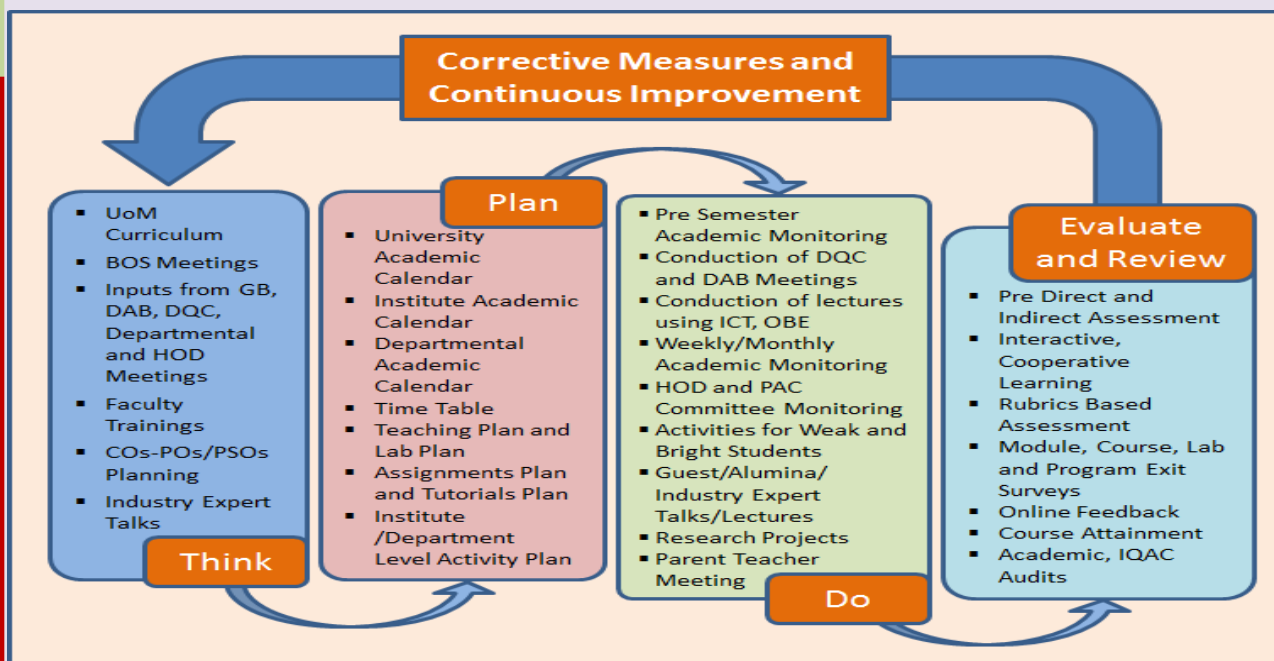 Corrective Measures and
Continuous Improvement
▪ UoM
Curriculum
▪ BOS Meetings
▪ Inputs from GB,
DAB, DQC,
Departmental
and HOD
Meetings
▪ Faculty
Trainings
▪ COs-POs/PSOs
Planning
▪ Industry Expert
Talks
Think
Plan
▪ University
Academic
Calendar
▪ Institute Academic
Calendar
▪ Departmental
Academic
Calendar
▪ Time Table
▪ Teaching Plan and
Lab Plan
▪ Assignments Plan
and Tutorials Plan
▪ Institute
/Department
Level Activity Plan
▪ Pre Semester
Academic Monitoring
▪ Conduction of DQC
and DAB Meetings
▪ Conduction of lectures
using ICT, OBE
▪ Weekly/Monthly
Academic Monitoring
▪ HOD and PAC
Committee Monitoring
▪ Activities for Weak and
Bright Students
▪ Guest/Alumina/
Industry Expert
Talks/Lectures
▪ Research Projects
▪ Parent Teacher
Meeting
Do
Evaluate
and Review
▪ Pre Direct and
Indirect Assessment
▪ Interactive,
Cooperative
Learning
▪ Rubrics Based
Assessment
▪ Module, Course, Lab
and Program Exit
Surveys
▪ Online Feedback
▪ Course Attainment
▪ Academic, IQAC
Audits